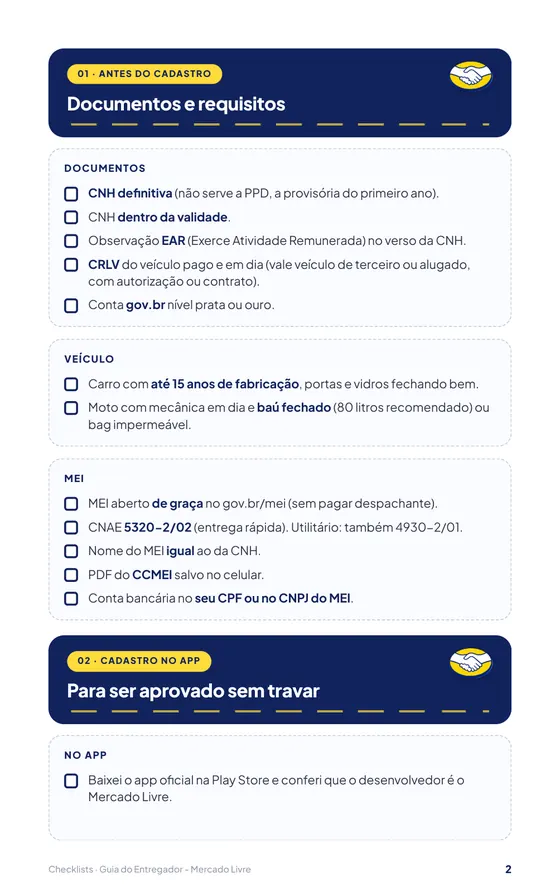 01 · ANTES DO CADASTRO
Documentos e requisitos
DOCUMENTOS
CNH definitiva (não serve a PPD, a provisória do primeiro ano).
CNH dentro da validade.
Observação EAR (Exerce Atividade Remunerada) no verso da CNH.
CRLV do veículo pago e em dia (vale veículo de terceiro ou alugado,
com autorização ou contrato).
Conta gov.br nível prata ou ouro.
VEÍCULO
Carro com até 15 anos de fabricação, portas e vidros fechando bem.
Moto com mecânica em dia e baú fechado (80 litros recomendado) ou
bag impermeável.
MEI
MEI aberto de graça no gov.br/mei (sem pagar despachante).
CNAE 5320-2/02 (entrega rápida). Utilitário: também 4930-2/01.
Nome do MEI igual ao da CNH.
PDF do CCMEI salvo no celular.
Conta bancária no seu CPF ou no CNPJ do MEI.
02 · CADASTRO NO APP
Para ser aprovado sem travar
NO APP
Baixei o app oficial na Play Store e conferi que o desenvolvedor é o
Mercado Livre.
Checklists · Guia do Entregador - Mercado Livre
2